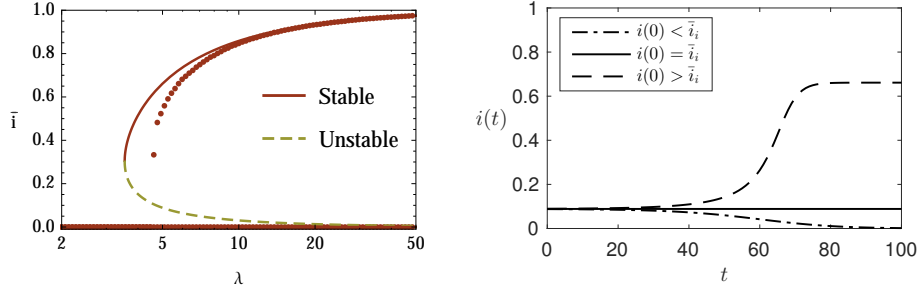 1.0
0.8
0.6
0.4
0.2
0.0
ī
Stable
Unstable
2 5 10 20 50
λ
1
0.8
0.6
0.4
0.2
0
i(t)
i(0) < ī_i
i(0) = ī_i
i(0) > ī_i
0 20 40 60 80 100
t